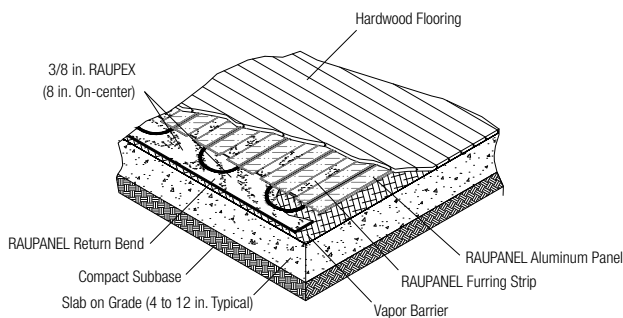 Hardwood Flooring
3/8 in. RAUPEX
(8 in. On-center)
RAUPANEL Return Bend
Compact Subbase
Slab on Grade (4 to 12 in. Typical)
RAUPANEL Aluminum Panel
RAUPANEL Furring Strip
Vapor Barrier